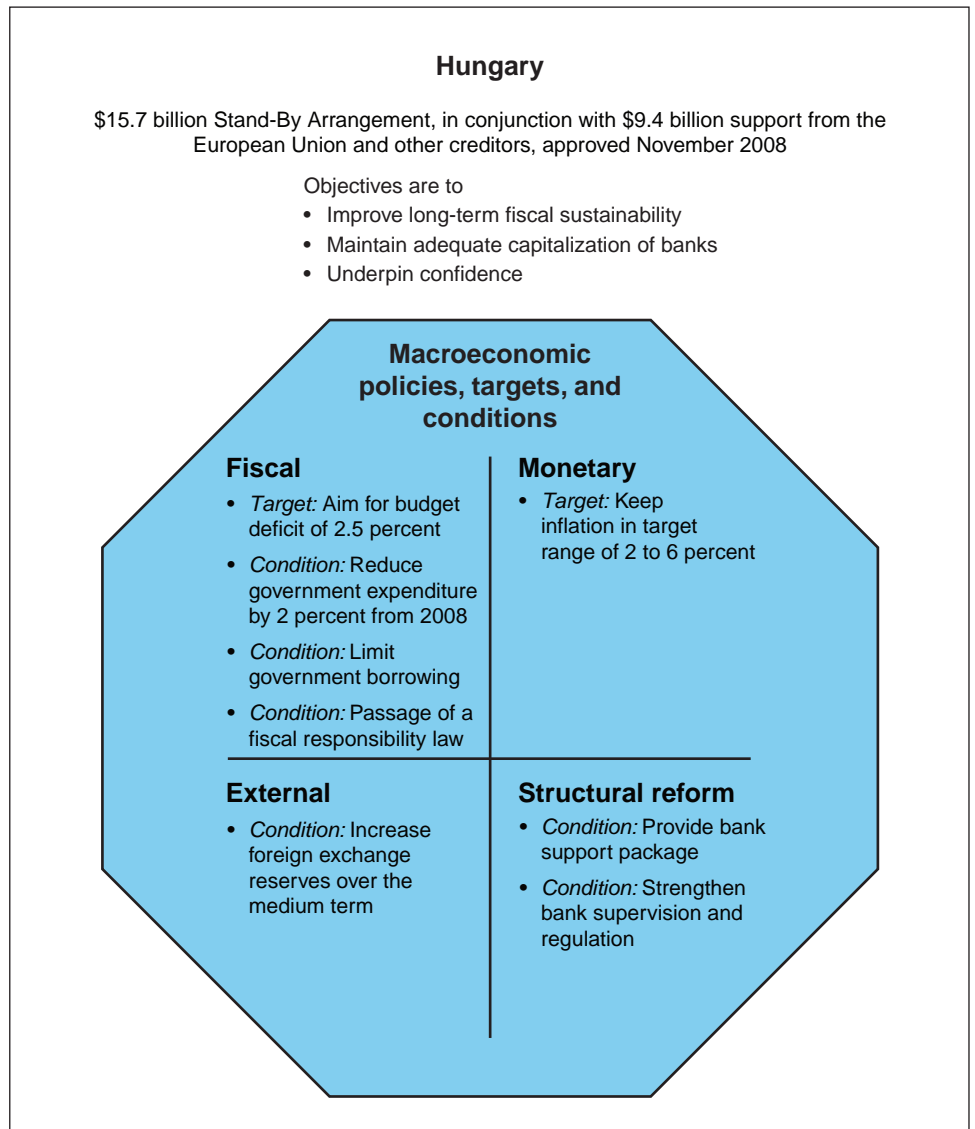 Hungary
$15.7 billion Stand-By Arrangement, in conjunction with $9.4 billion support from the
European Union and other creditors, approved November 2008
Objectives are to
• Improve long-term fiscal sustainability
• Maintain adequate capitalization of banks
• Underpin confidence
Macroeconomic
policies, targets, and
conditions
Fiscal
• Target: Aim for budget
deficit of 2.5 percent
• Condition: Reduce
government expenditure
by 2 percent from 2008
• Condition: Limit
government borrowing
• Condition: Passage of a
fiscal responsibility law
Monetary
• Target: Keep
inflation in target
range of 2 to 6 percent
External
• Condition: Increase
foreign exchange
reserves over the
medium term
Structural reform
• Condition: Provide bank
support package
• Condition: Strengthen
bank supervision and
regulation